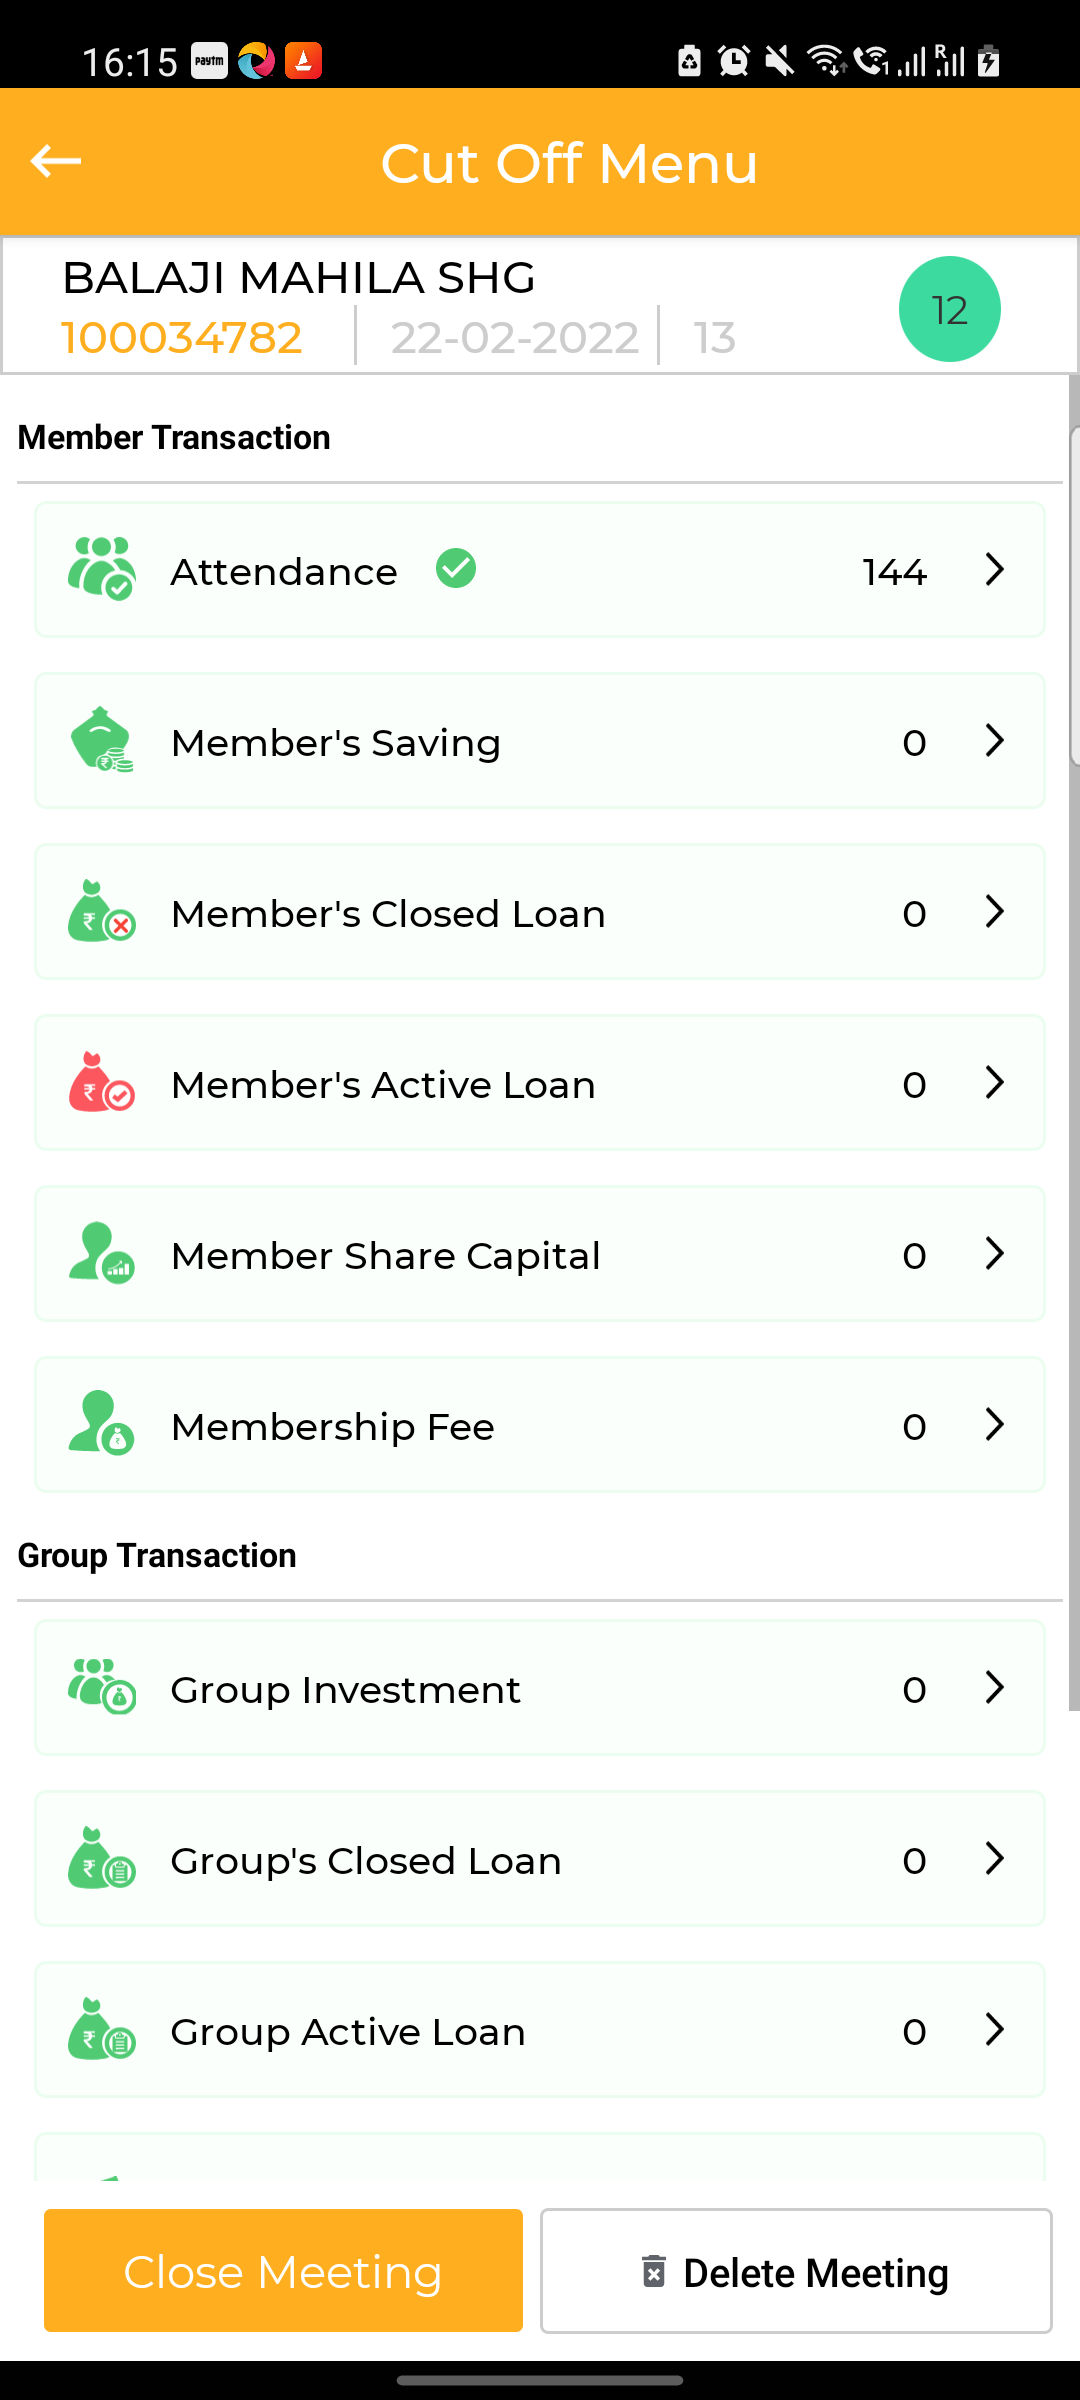 16:15 paytm
Cut Off Menu
BALAJI MAHILA SHG
100034782 22-02-2022 13
12
Member Transaction
Attendance 144
Member's Saving 0
Member's Closed Loan 0
Member's Active Loan 0
Member Share Capital 0
Membership Fee 0
Group Transaction
Group Investment 0
Group's Closed Loan 0
Group Active Loan 0
Close Meeting Delete Meeting